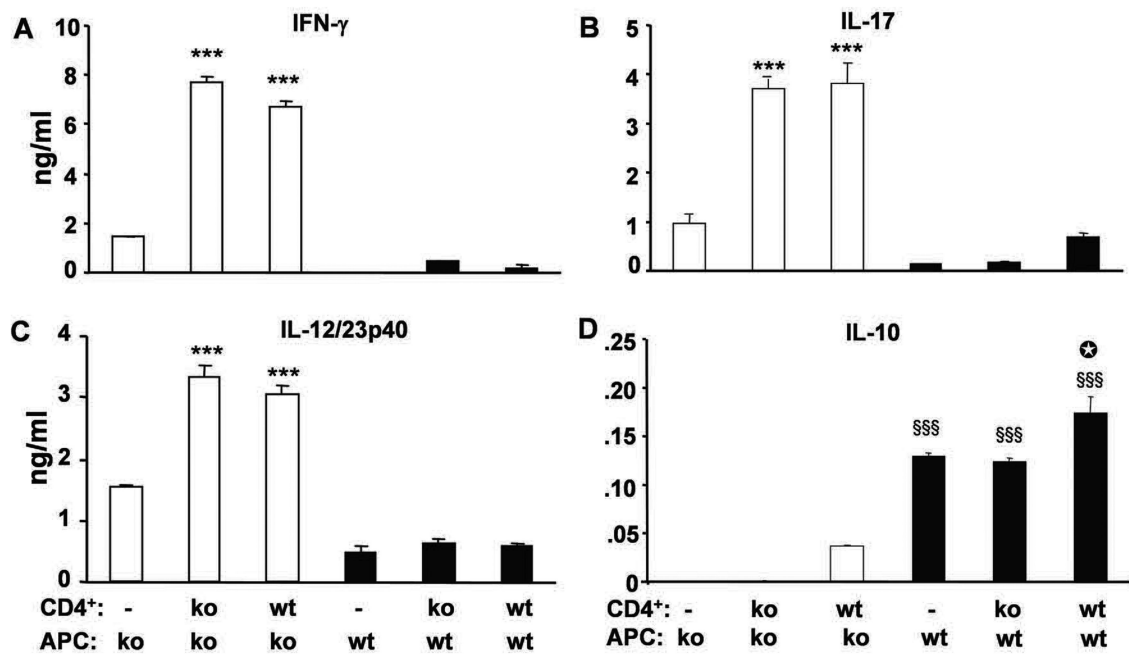 A
IFN-γ
10
8
6
4
2
0
ng/ml
***
***
B
IL-17
5
4
3
2
1
0
***
***
C
IL-12/23p40
4
3
2
1
0
ng/ml
***
***
D
IL-10
.25
.20
.15
.10
.05
0
§§§
§§§
✪
§§§
CD4⁺: - ko wt - ko wt
APC: ko ko ko wt wt wt
CD4⁺: - ko wt - ko wt
APC: ko ko ko wt wt wt